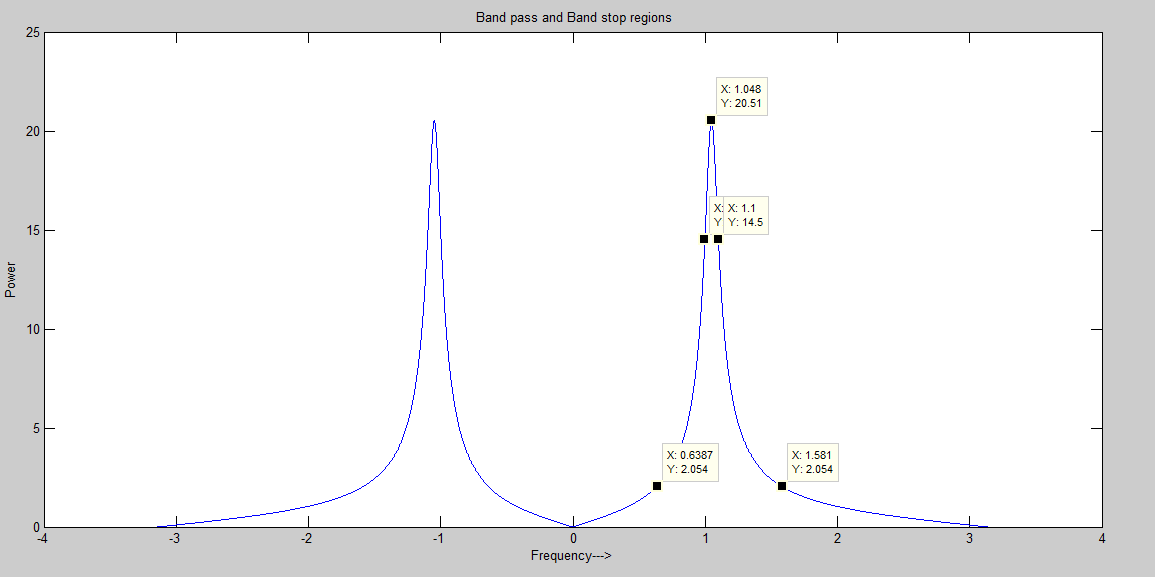 Band pass and Band stop regions
25
20
15
10
5
0
Power
X: 1.048
Y: 20.51
X:
Y
X: 1.1
Y: 14.5
X: 0.6387
Y: 2.054
X: 1.581
Y: 2.054
-4 -3 -2 -1 0 1 2 3 4
Frequency--->